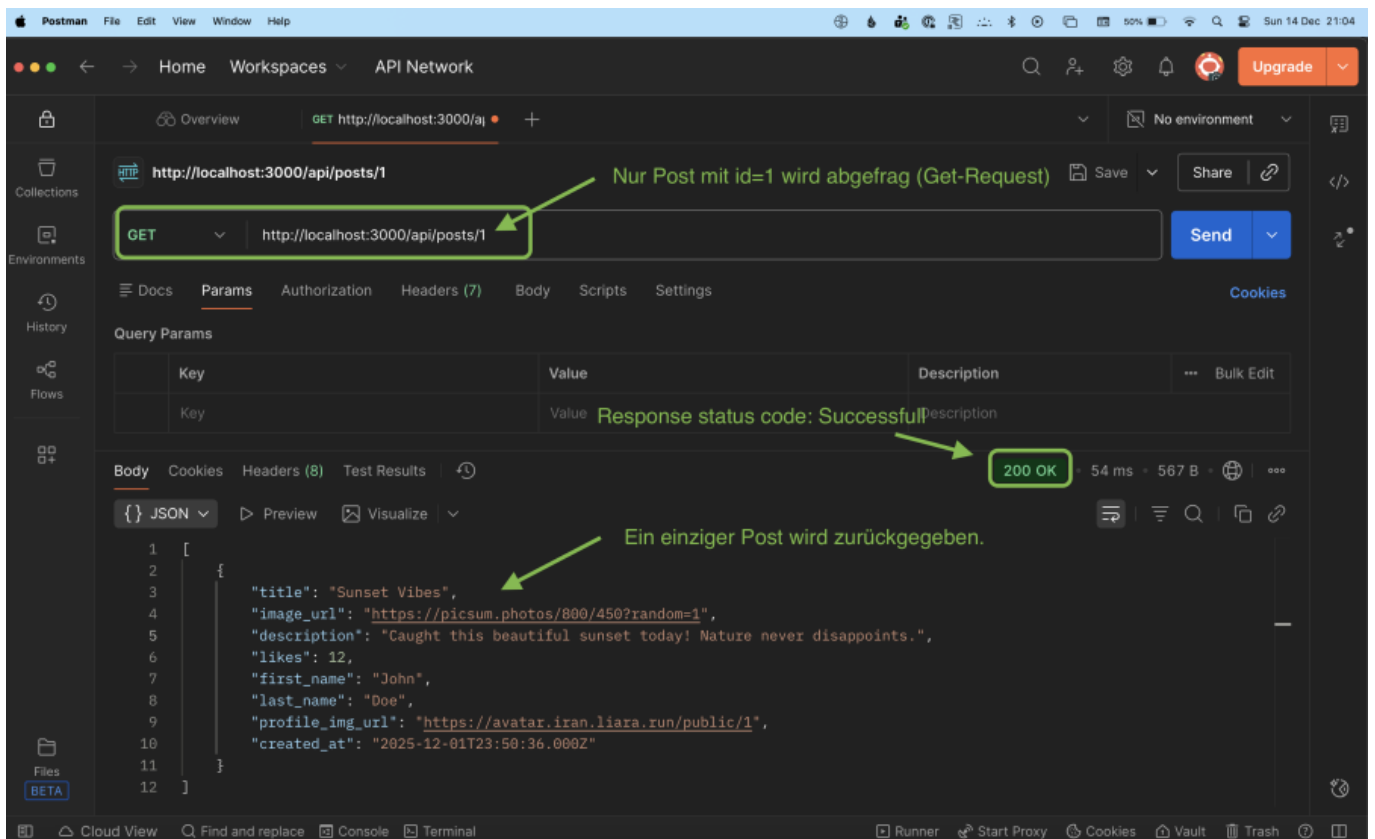 Postman File Edit View Window Help 50% Sun 14 Dec 21:04
Home Workspaces API Network Upgrade
Overview GET http://localhost:3000/a No environment
http://localhost:3000/api/posts/1 Nur Post mit id=1 wird abgefrag (Get-Request) Save Share
Collections
GET http://localhost:3000/api/posts/1 Send
Environments
Docs Params Authorization Headers (7) Body Scripts Settings Cookies
History
Query Params
Key Value Description Bulk Edit
Flows
Key Value Description
Response status code: Successfull
Body Cookies Headers (8) Test Results 200 OK 54 ms 567 B
{} JSON Preview Visualize
Ein einziger Post wird zurückgegeben.
1 [
2 {
3 "title": "Sunset Vibes",
4 "image_url": "https://picsum.photos/800/450?random=1",
5 "description": "Caught this beautiful sunset today! Nature never disappoints.",
6 "likes": 12,
7 "first_name": "John",
8 "last_name": "Doe",
9 "profile_img_url": "https://avatar.iran.liara.run/public/1",
10 "created_at": "2025-12-01T23:50:36.000Z"
11 }
12 ]
Files
BETA
Cloud View Find and replace Console Terminal Runner Start Proxy Cookies Vault Trash